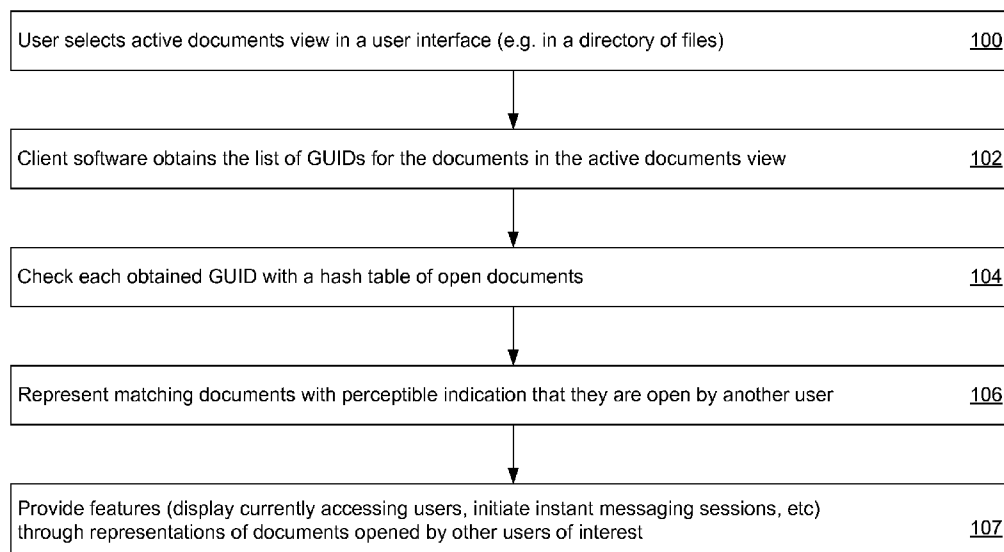 User selects active documents view in a user interface (e.g. in a directory of files) 100
Client software obtains the list of GUIDs for the documents in the active documents view 102
Check each obtained GUID with a hash table of open documents 104
Represent matching documents with perceptible indication that they are open by another user 106
Provide features (display currently accessing users, initiate instant messaging sessions, etc)
through representations of documents opened by other users of interest 107